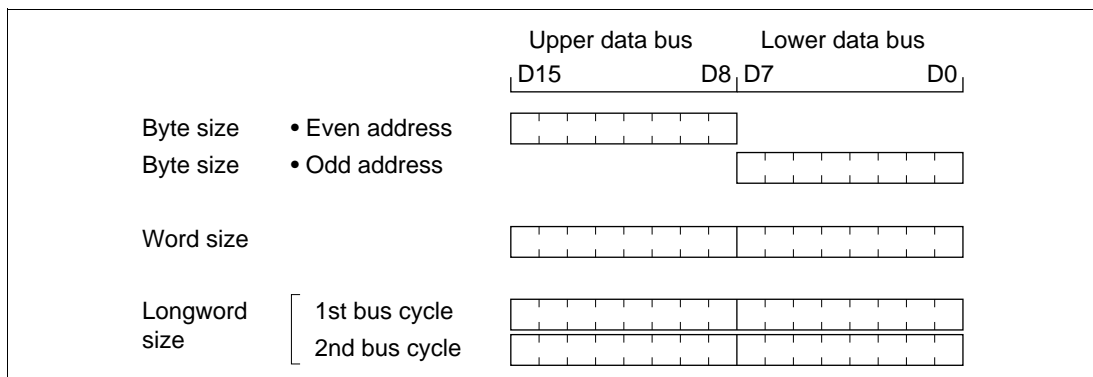 Upper data bus Lower data bus
D15 D8 D7 D0
Byte size • Even address
Byte size • Odd address
Word size
Longword size 1st bus cycle
2nd bus cycle